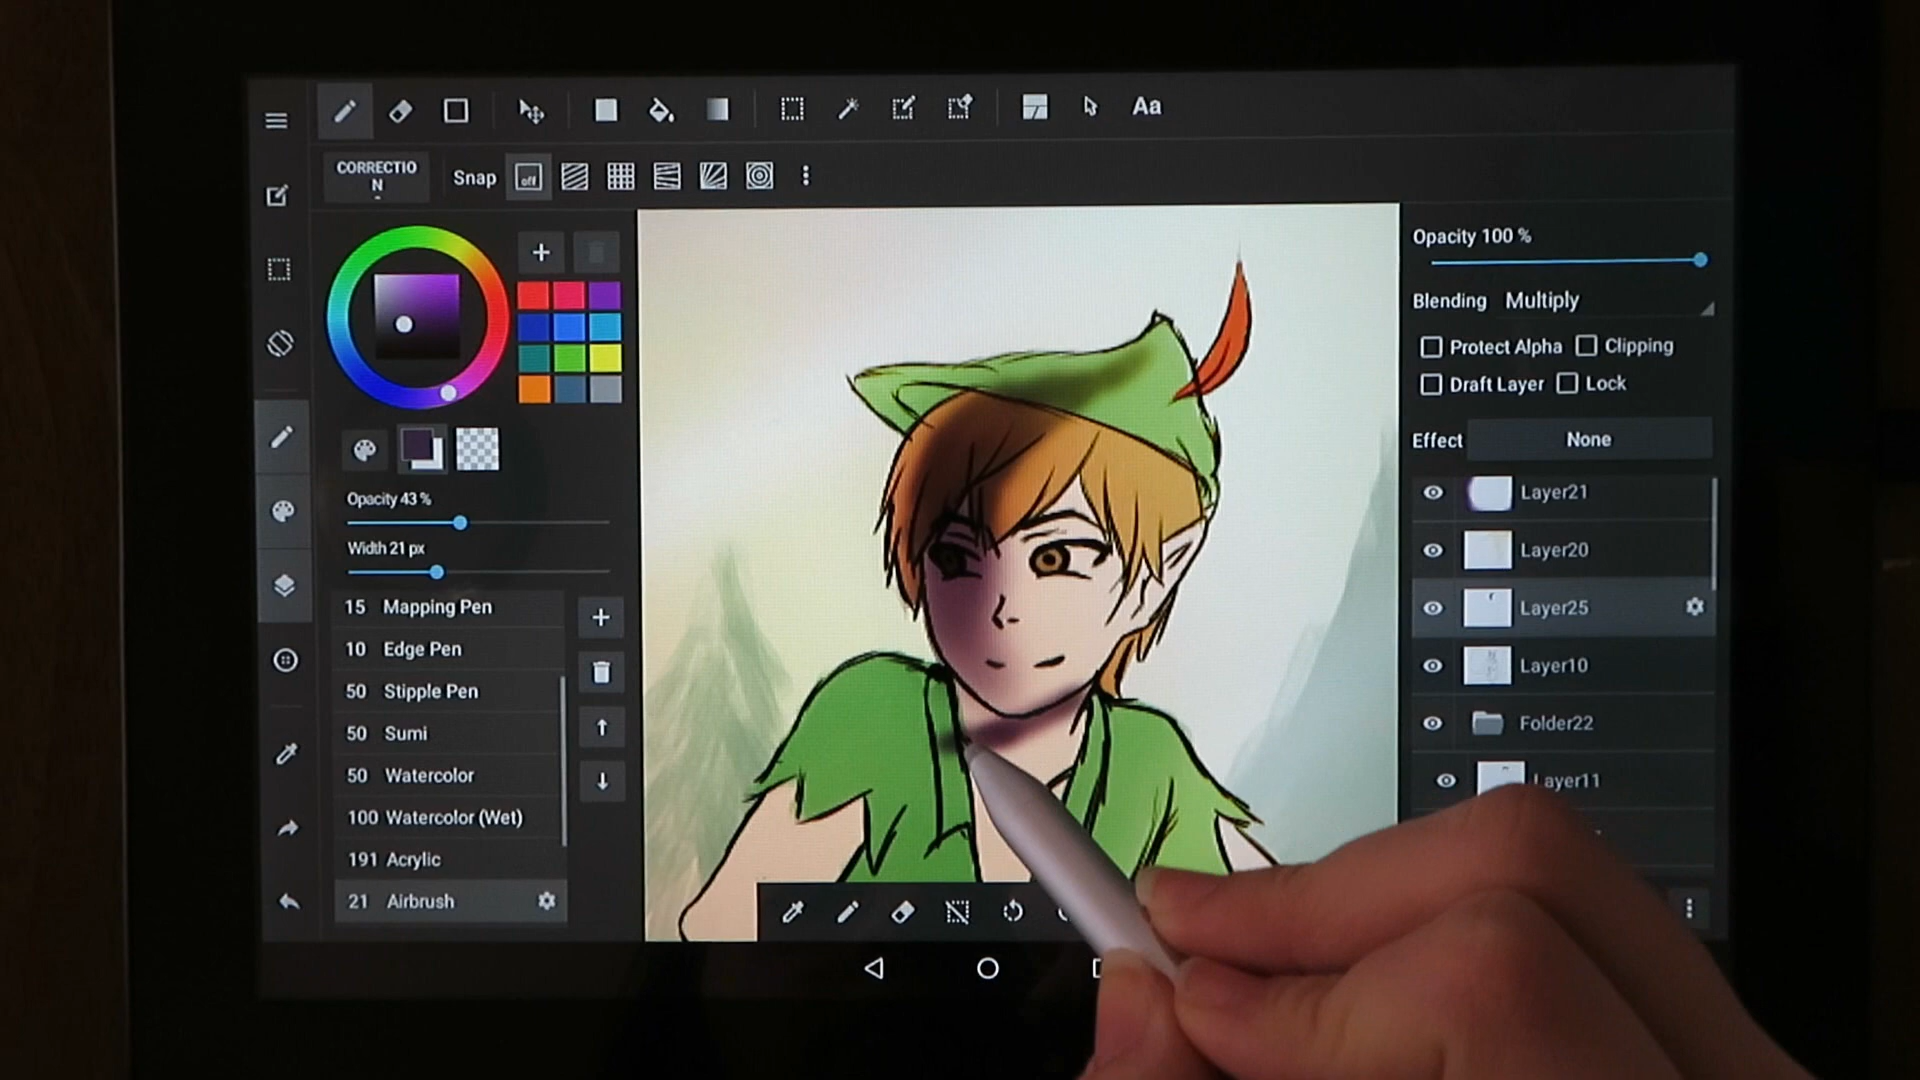 Aa
CORRECTIO
N
Snap
off
Opacity 100 %
Blending Multiply
Protect Alpha Clipping
Draft Layer Lock
Effect None
Opacity 43 %
Width 21 px
15 Mapping Pen
10 Edge Pen
50 Stipple Pen
50 Sumi
50 Watercolor
100 Watercolor (Wet)
191 Acrylic
21 Airbrush
Layer21
Layer20
Layer25
Layer10
Folder22
Layer11